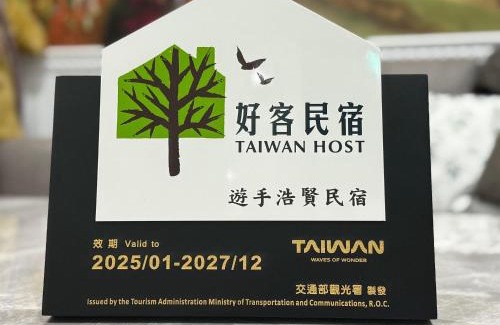 好客民宿
TAIWAN HOST
遊手浩賢民宿
效期 Valid to
2025/01-2027/12
TAIWAN
WAVES OF WONDER
交通部觀光署 製發
Issued by the Tourism Administration Ministry of Transportation and Communications, R.O.C.